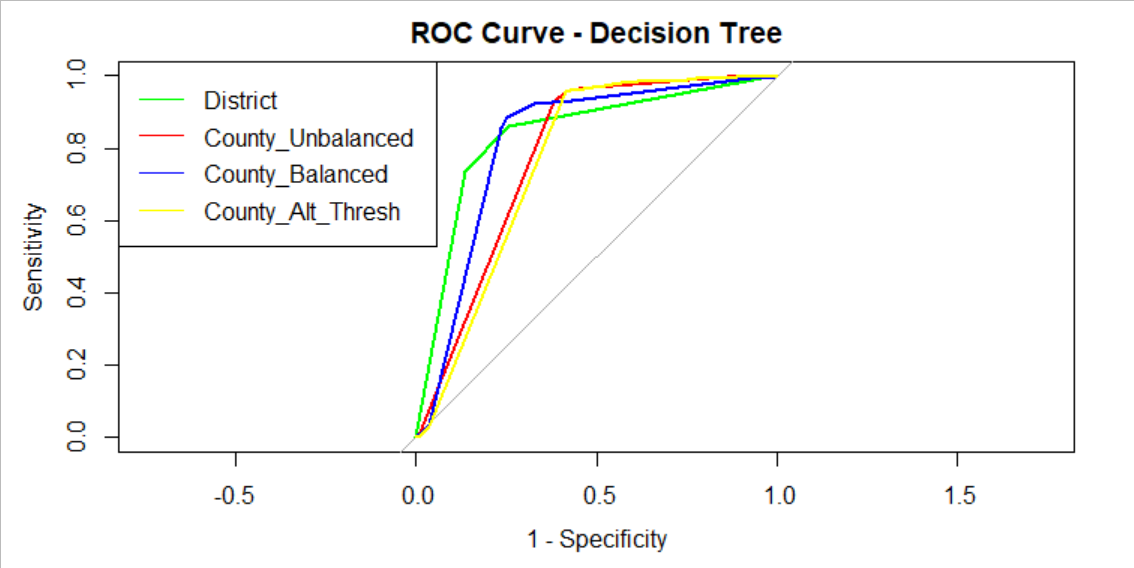 ROC Curve - Decision Tree
District
County_Unbalanced
County_Balanced
County_Alt_Thresh
Sensitivity
1.0
0.8
0.6
0.4
0.2
0.0
-0.5 0.0 0.5 1.0 1.5
1 - Specificity